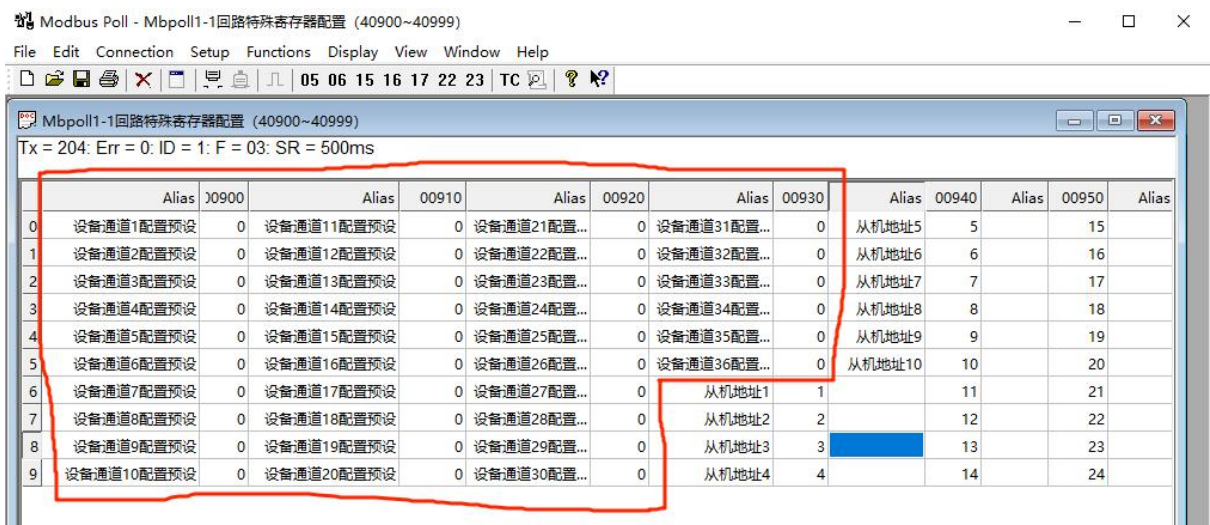 Modbus Poll - Mbpoll1-1回路特殊寄存器配置（40900~40999）
File Edit Connection Setup Functions Display View Window Help
05 06 15 16 17 22 23 TC
Mbpoll1-1回路特殊寄存器配置（40900~40999）
Tx = 204: Err = 0: ID = 1: F = 03: SR = 500ms
Alias 00900 Alias 00910 Alias 00920 Alias 00930 Alias 00940 Alias 00950 Alias
0 设备通道1配置预设 0 设备通道11配置预设 0 设备通道21配置... 0 设备通道31配置... 0 从机地址5 5 15
1 设备通道2配置预设 0 设备通道12配置预设 0 设备通道22配置... 0 设备通道32配置... 0 从机地址6 6 16
2 设备通道3配置预设 0 设备通道13配置预设 0 设备通道23配置... 0 设备通道33配置... 0 从机地址7 7 17
3 设备通道4配置预设 0 设备通道14配置预设 0 设备通道24配置... 0 设备通道34配置... 0 从机地址8 8 18
4 设备通道5配置预设 0 设备通道15配置预设 0 设备通道25配置... 0 设备通道35配置... 0 从机地址9 9 19
5 设备通道6配置预设 0 设备通道16配置预设 0 设备通道26配置... 0 设备通道36配置... 0 从机地址10 10 20
6 设备通道7配置预设 0 设备通道17配置预设 0 设备通道27配置... 0 从机地址1 1 11 21
7 设备通道8配置预设 0 设备通道18配置预设 0 设备通道28配置... 0 从机地址2 2 12 22
8 设备通道9配置预设 0 设备通道19配置预设 0 设备通道29配置... 0 从机地址3 3 13 23
9 设备通道10配置预设 0 设备通道20配置预设 0 设备通道30配置... 0 从机地址4 4 14 24